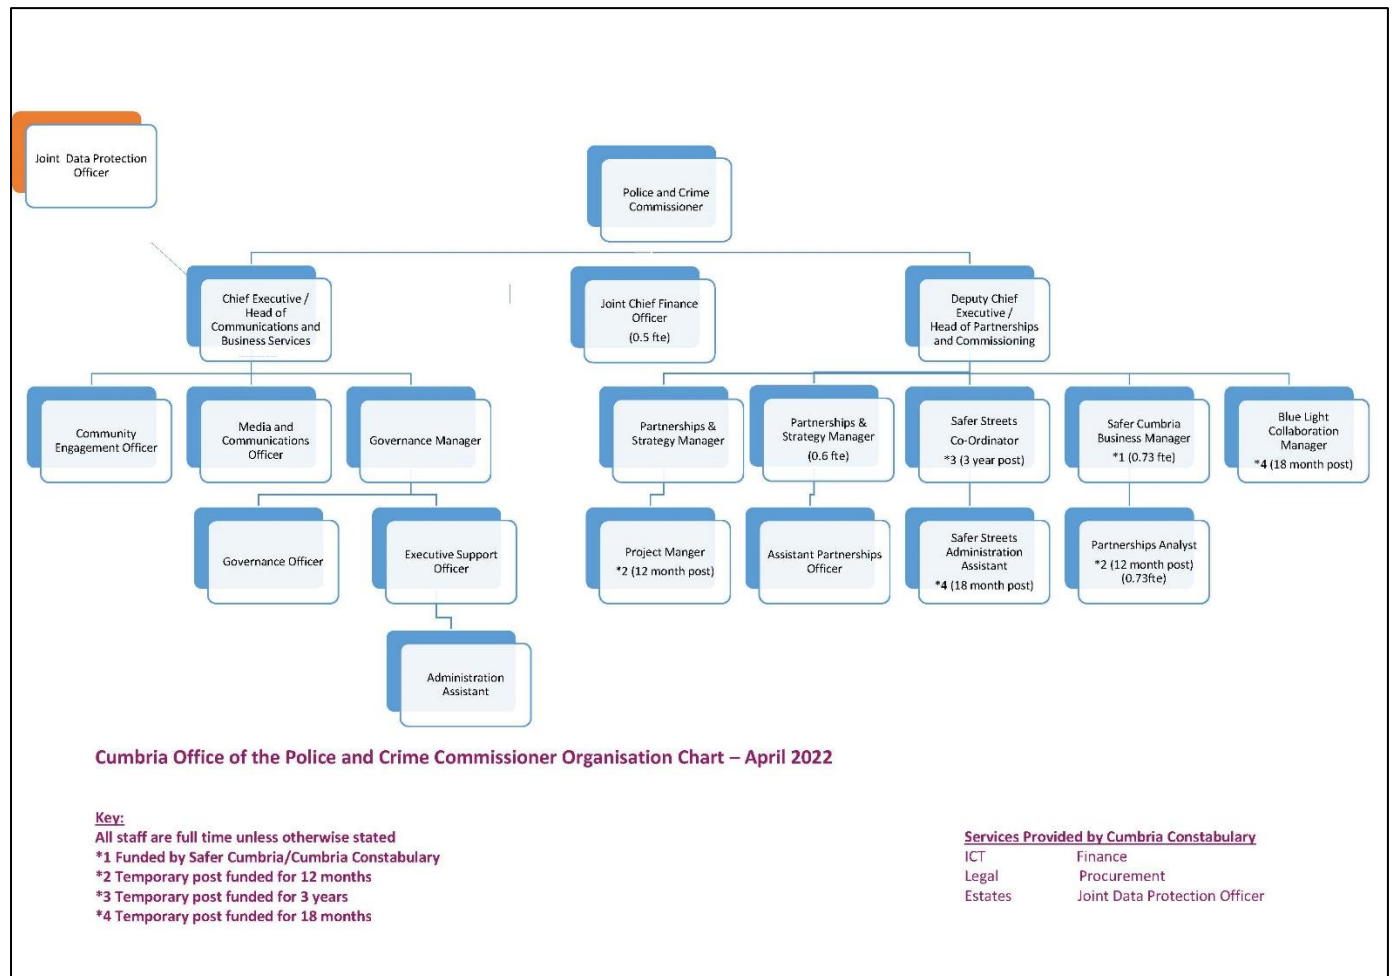 Joint Data Protection
Officer
Police and Crime
Commissioner
Chief Executive /
Head of
Communications and
Business Services
Joint Chief Finance
Officer
(0.5 fte)
Deputy Chief
Executive /
Head of Partnerships
and Commissioning
Community
Engagement Officer
Media and
Communications
Officer
Governance Manager
Partnerships &
Strategy Manager
Partnerships &
Strategy Manager
(0.6 fte)
Safer Streets
Co-Ordinator
*3 (3 year post)
Safer Cumbria
Business Manager
*1 (0.73 fte)
Blue Light
Collaboration
Manager
*4 (18 month post)
Governance Officer
Executive Support
Officer
Project Manger
*2 (12 month post)
Assistant Partnerships
Officer
Safer Streets
Administration
Assistant
*4 (18 month post)
Partnerships Analyst
*2 (12 month post)
(0.73fte)
Administration
Assistant
Cumbria Office of the Police and Crime Commissioner Organisation Chart – April 2022
Key:
All staff are full time unless otherwise stated
*1 Funded by Safer Cumbria/Cumbria Constabulary
*2 Temporary post funded for 12 months
*3 Temporary post funded for 3 years
*4 Temporary post funded for 18 months
Services Provided by Cumbria Constabulary
ICT Finance
Legal Procurement
Estates Joint Data Protection Officer